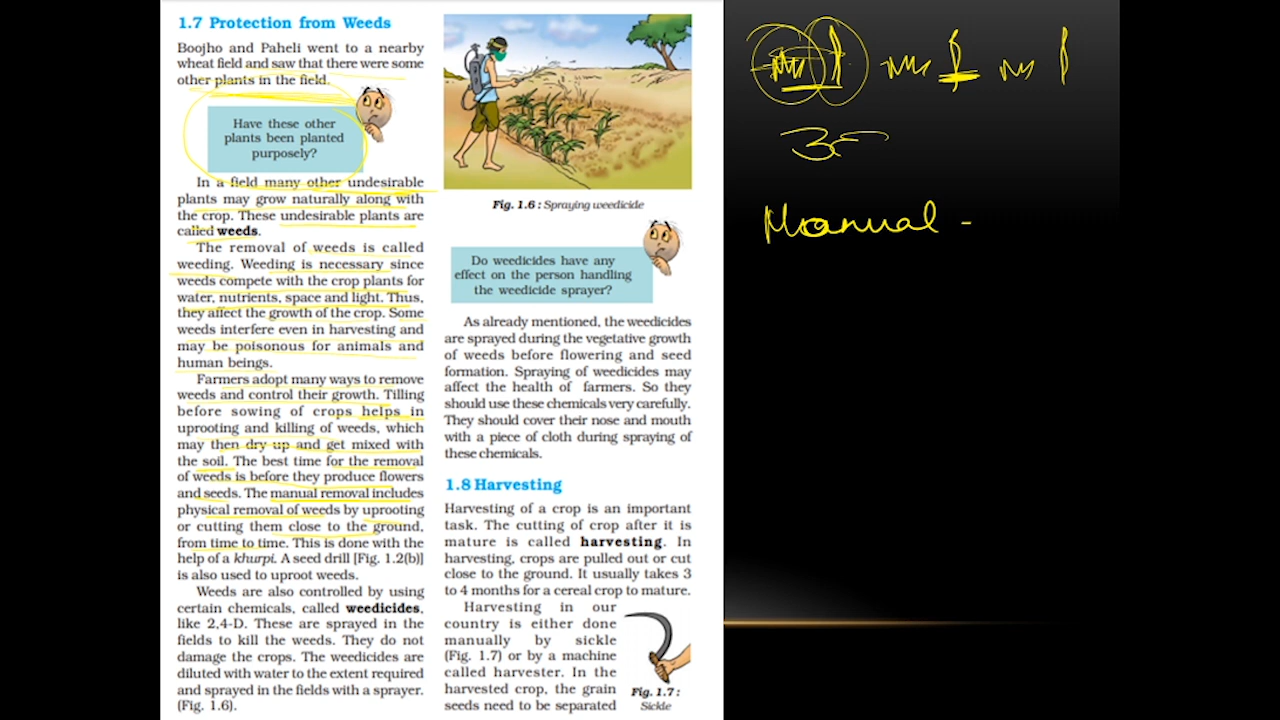 1.7 Protection from Weeds
Boojho and Paheli went to a nearby
wheat field and saw that there were some
other plants in the field.
Have these other
plants been planted
purposely?
In a field many other undesirable
plants may grow naturally along with
the crop. These undesirable plants are
called weeds.
The removal of weeds is called
weeding. Weeding is necessary since
weeds compete with the crop plants for
water, nutrients, space and light. Thus,
they affect the growth of the crop. Some
weeds interfere even in harvesting and
may be poisonous for animals and
human beings.
Farmers adopt many ways to remove
weeds and control their growth. Tilling
before sowing of crops helps in
uprooting and killing of weeds, which
may then dry up and get mixed with
the soil. The best time for the removal
of weeds is before they produce flowers
and seeds. The manual removal includes
physical removal of weeds by uprooting
or cutting them close to the ground,
from time to time. This is done with the
help of a khurpi. A seed drill [Fig. 1.2(b)]
is also used to uproot weeds.
Weeds are also controlled by using
certain chemicals, called weedicides,
like 2,4-D. These are sprayed in the
fields to kill the weeds. They do not
damage the crops. The weedicides are
diluted with water to the extent required
and sprayed in the fields with a sprayer.
(Fig. 1.6).
Fig. 1.6 : Spraying weedicide
Do weedicides have any
effect on the person handling
the weedicide sprayer?
As already mentioned, the weedicides
are sprayed during the vegetative growth
of weeds before flowering and seed
formation. Spraying of weedicides may
affect the health of farmers. So they
should use these chemicals very carefully.
They should cover their nose and mouth
with a piece of cloth during spraying of
these chemicals.
1.8 Harvesting
Harvesting of a crop is an important
task. The cutting of crop after it is
mature is called harvesting. In
harvesting, crops are pulled out or cut
close to the ground. It usually takes 3
to 4 months for a cereal crop to mature.
Harvesting in our
country is either done
manually by sickle
(Fig. 1.7) or by a machine
called harvester. In the
harvested crop, the grain
seeds need to be separated
Fig. 1.7 :
Sickle
Manual -